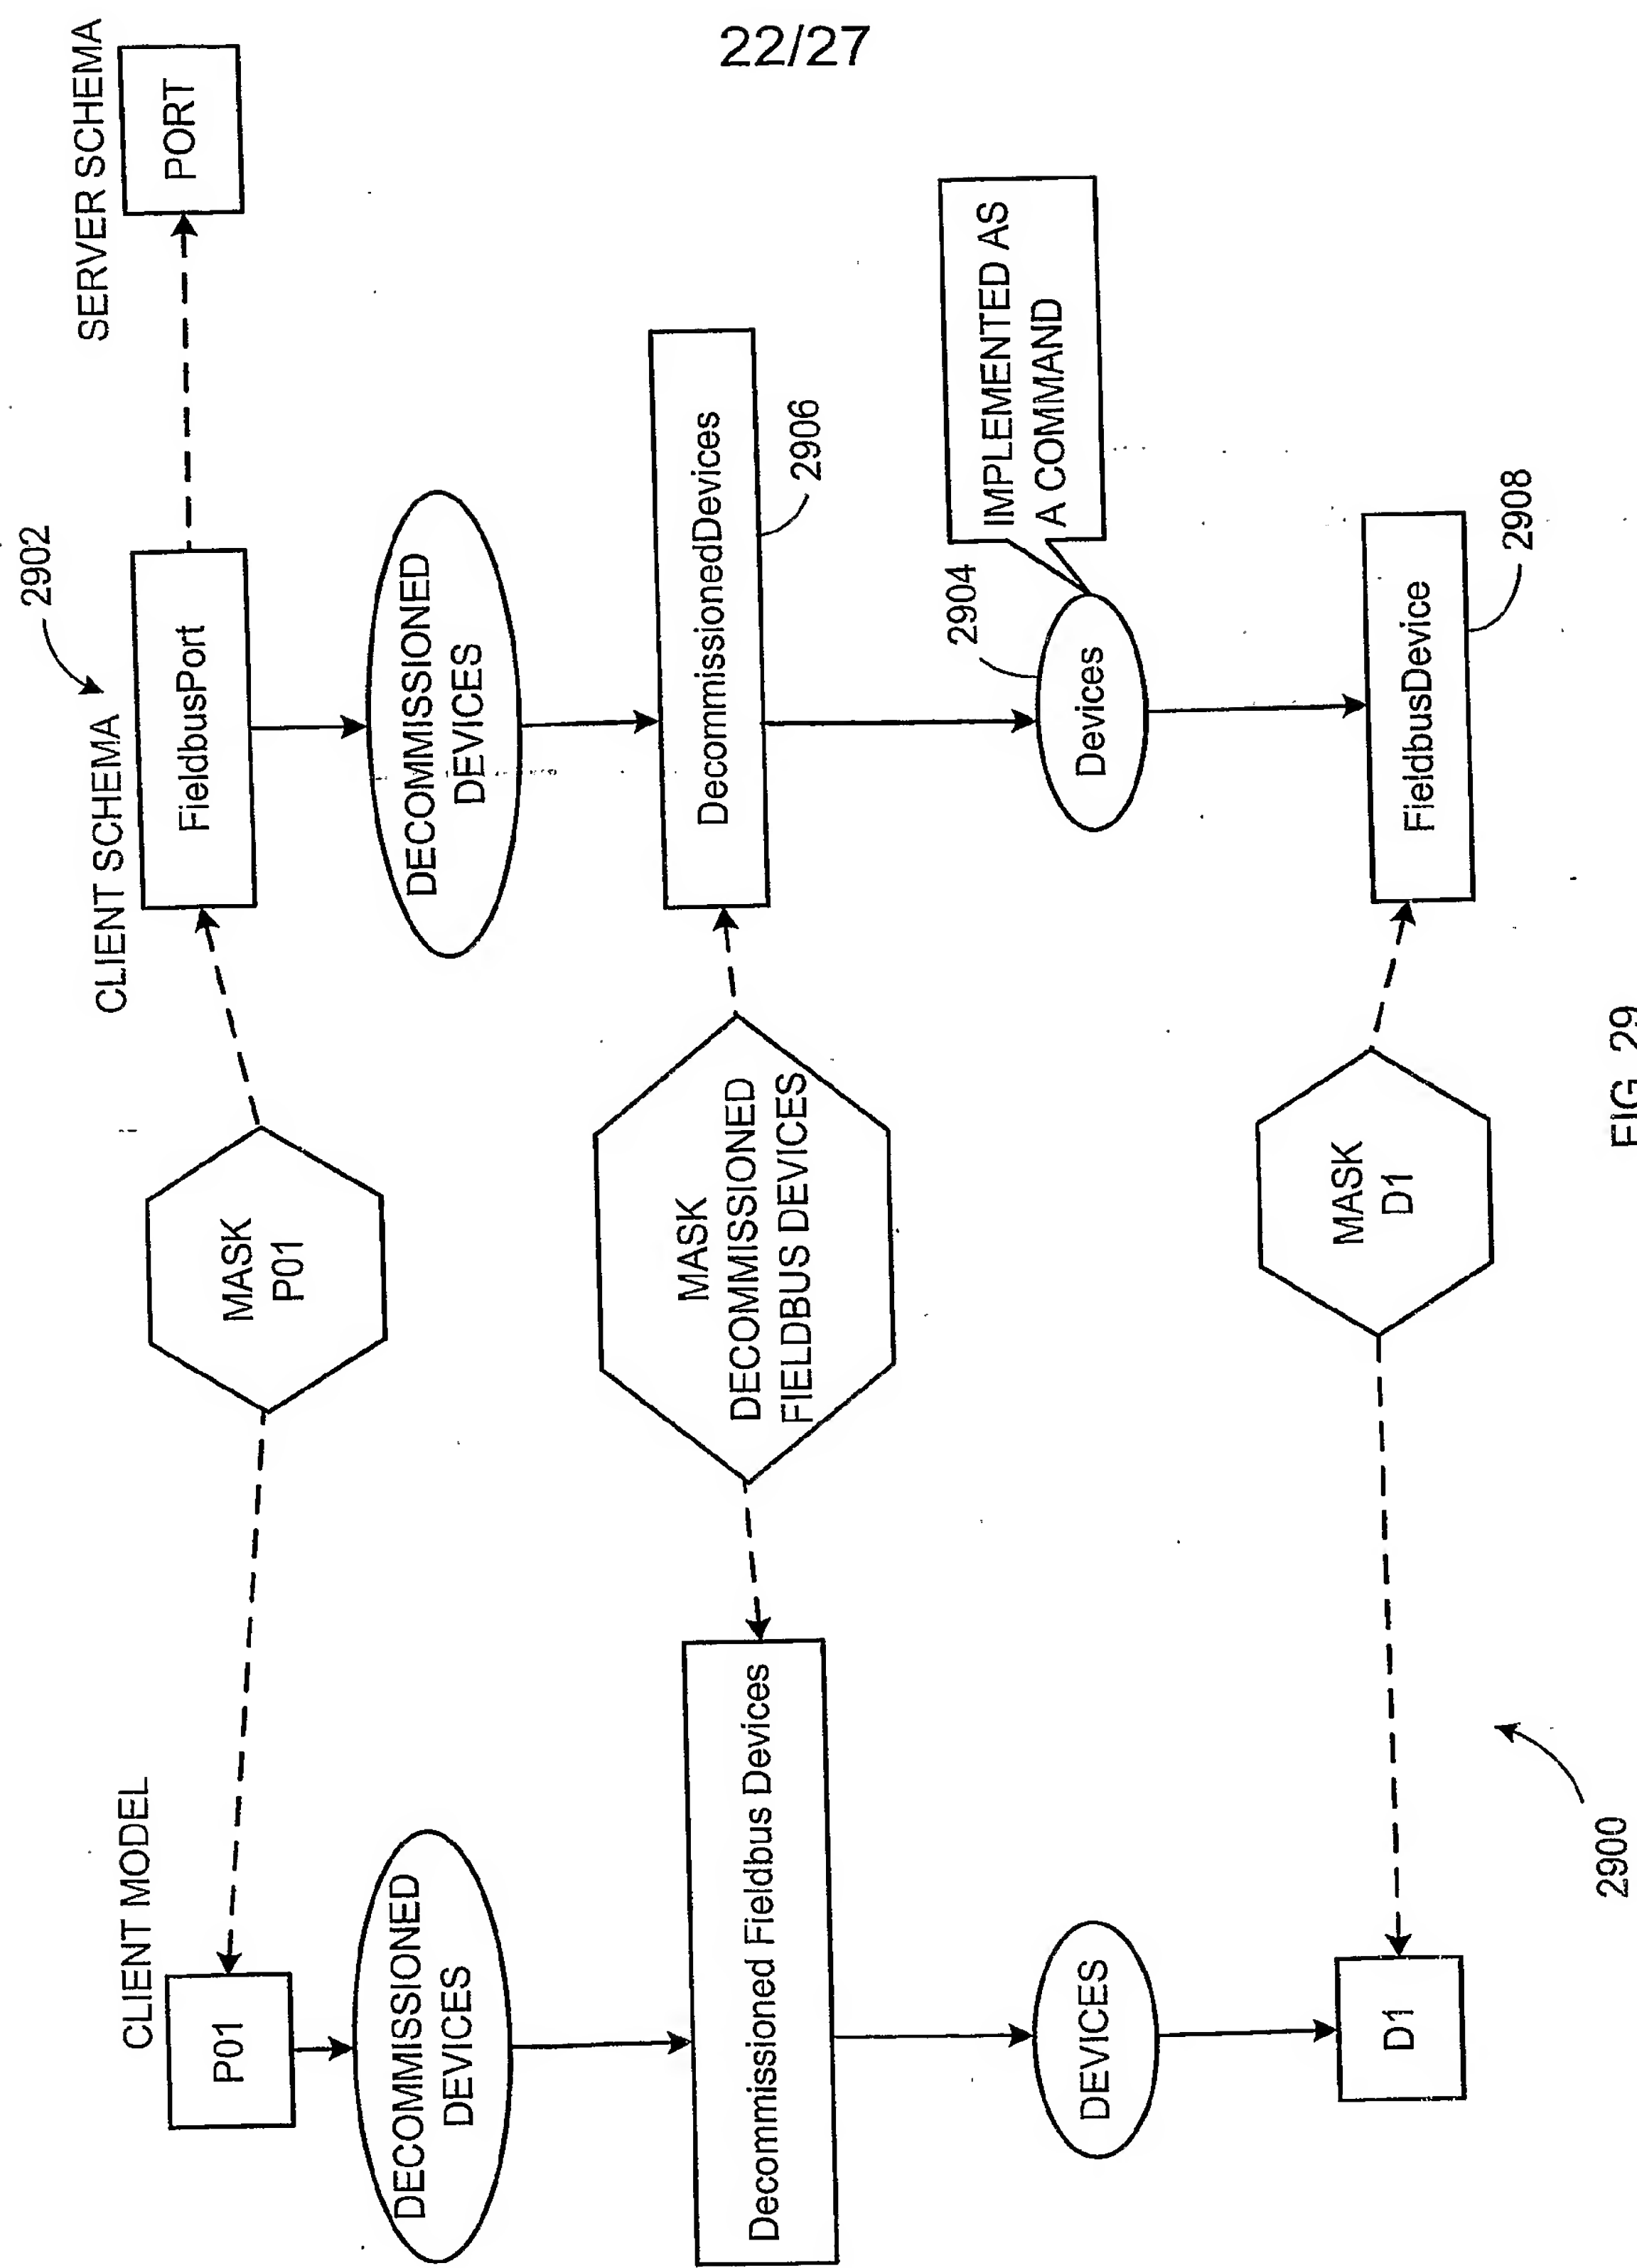 22/27
CLIENT MODEL
CLIENT SCHEMA
2902
SERVER SCHEMA
P01
MASK
P01
FieldbusPort
PORT
DECOMMISSIONED
DEVICES
DECOMMISSIONED
DEVICES
Decommissioned Fieldbus Devices
MASK
DECOMMISSIONED
FIELDBUS DEVICES
DecommissionedDevices
2906
DEVICES
2904
Devices
IMPLEMENTED AS
A COMMAND
D1
MASK
D1
FieldbusDevice
2908
2900
FIG. 29